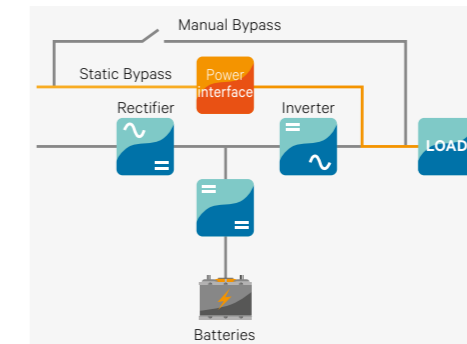 Manual Bypass
Static Bypass
Power
interface
Rectifier
Inverter
LOAD
Batteries